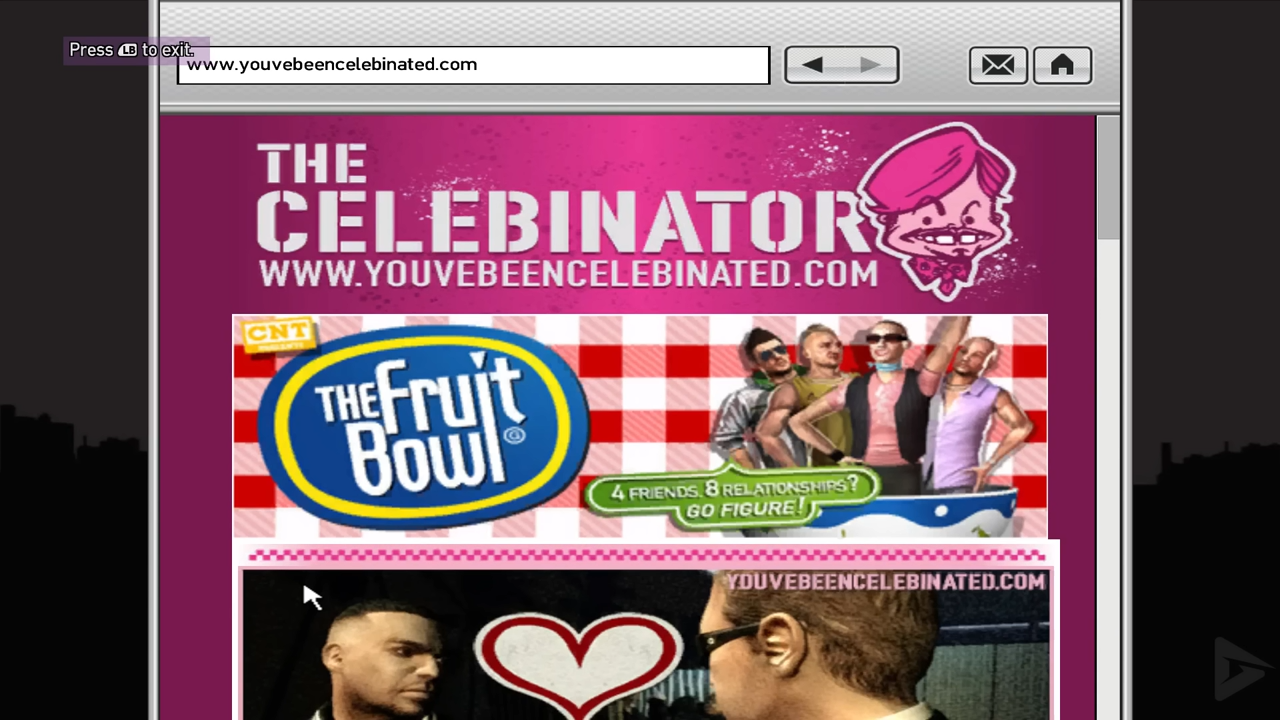 Press LB to exit.
www.youvebeencelebinated.com
THE
CELEBINATOR
WWW.YOUVEBEENCELEBINATED.COM
CNT
PRESENTS
THE Fruit
Bowl
4 FRIENDS. 8 RELATIONSHIPS?
GO FIGURE!
YOUVEBEENCELEBINATED.COM